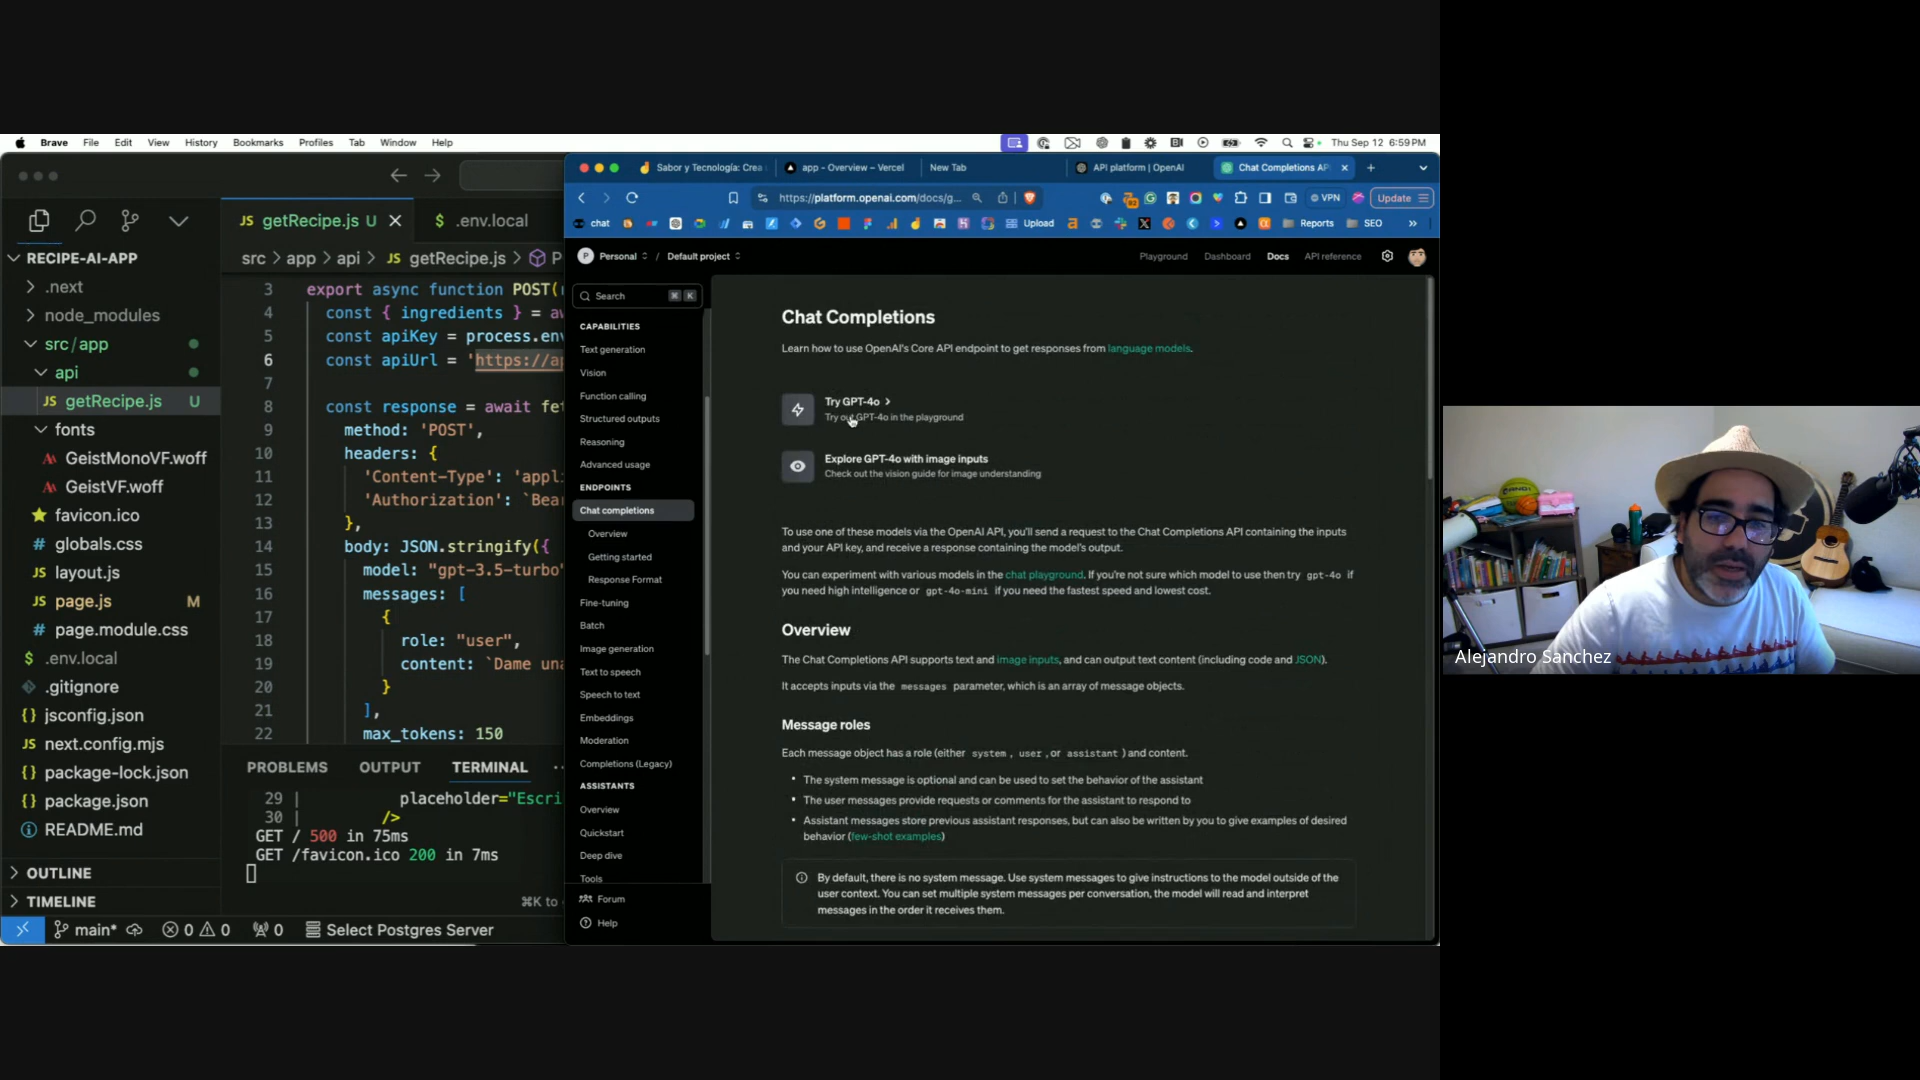 Brave File Edit View History Bookmarks Profiles Tab Window Help
Thu Sep 12 6:59 PM
RECIPE-AI-APP
.next
node_modules
src/app
api
JS getRecipe.js U
fonts
GeistMonoVF.woff
GeistVF.woff
favicon.ico
# globals.css
JS layout.js
JS page.js M
# page.module.css
$ .env.local
.gitignore
{} jsconfig.json
JS next.config.mjs
{} package-lock.json
{} package.json
README.md
OUTLINE
TIMELINE
main* 0 0 0 Select Postgres Server
JS getRecipe.js U
$ .env.local
src > app > api > JS getRecipe.js > P
3 export async function POST(
4 const { ingredients } = aw
5 const apiKey = process.env
6 const apiUrl = 'https://ap
7
8 const response = await fet
9 method: 'POST',
10 headers: {
11 'Content-Type': 'appl
12 'Authorization': `Bea
13 },
14 body: JSON.stringify({
15 model: "gpt-3.5-turbo"
16 messages: [
17 {
18 role: "user",
19 content: `Dame una
20 }
21 ],
22 max_tokens: 150
PROBLEMS OUTPUT TERMINAL
29 | placeholder="Escri
30 | />
GET / 500 in 75ms
GET /favicon.ico 200 in 7ms
⌘K to
Sabor y Tecnología: Crea
app - Overview – Vercel
New Tab
API platform | OpenAI
Chat Completions AP
https://platform.openai.com/docs/g...
VPN
Update
chat
Upload
Reports
SEO
P Personal / Default project
Playground Dashboard Docs API reference
Search ⌘ K
CAPABILITIES
Text generation
Vision
Function calling
Structured outputs
Reasoning
Advanced usage
ENDPOINTS
Chat completions
Overview
Getting started
Response Format
Fine-tuning
Batch
Image generation
Text to speech
Speech to text
Embeddings
Moderation
Completions (Legacy)
ASSISTANTS
Overview
Quickstart
Deep dive
Tools
Forum
Help
Chat Completions
Learn how to use OpenAI's Core API endpoint to get responses from language models.
Try GPT-4o >
Try out GPT-4o in the playground
Explore GPT-4o with image inputs
Check out the vision guide for image understanding
To use one of these models via the OpenAI API, you'll send a request to the Chat Completions API containing the inputs
and your API key, and receive a response containing the model's output.
You can experiment with various models in the chat playground. If you're not sure which model to use then try gpt-4o if
you need high intelligence or gpt-4o-mini if you need the fastest speed and lowest cost.
Overview
The Chat Completions API supports text and image inputs, and can output text content (including code and JSON).
It accepts inputs via the messages parameter, which is an array of message objects.
Message roles
Each message object has a role (either system, user, or assistant) and content.
• The system message is optional and can be used to set the behavior of the assistant
• The user messages provide requests or comments for the assistant to respond to
• Assistant messages store previous assistant responses, but can also be written by you to give examples of desired
behavior (few-shot examples)
By default, there is no system message. Use system messages to give instructions to the model outside of the
user context. You can set multiple system messages per conversation, the model will read and interpret
messages in the order it receives them.
Alejandro Sanchez